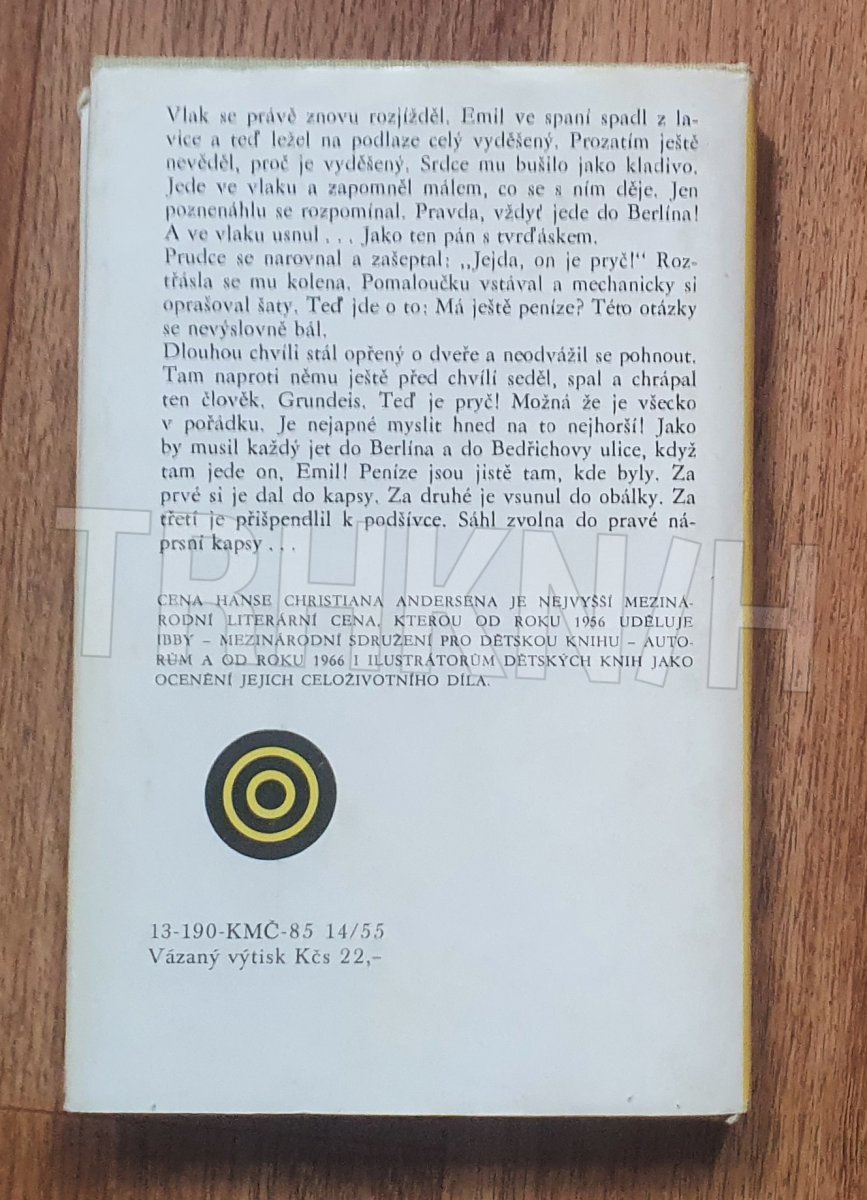 Vlak se právě znovu rozjížděl. Emil ve spaní spadl z la-
vice a teď ležel na podlaze celý vyděšený. Prozatím ještě
nevěděl, proč je vyděšený. Srdce mu bušilo jako kladivo.
Jede ve vlaku a zapomněl málem, co se s ním děje. Jen
poznenáhlu se rozpomínal. Pravda, vždyť jede do Berlína!
A ve vlaku usnul . . . Jako ten pán s tvrďáskem.
Prudce se narovnal a zašeptal: „Jejda, on je pryč!“ Roz-
třásla se mu kolena. Pomaloučku vstával a mechanicky si
oprašoval šaty. Teď jde o to: Má ještě peníze? Této otázky
se nevýslovně bál.
Dlouhou chvíli stál opřený o dveře a neodvážil se pohnout.
Tam naproti němu ještě před chvílí seděl, spal a chrápal
ten člověk. Grundeis. Teď je pryč! Možná že je všecko
v pořádku. Je nejapné myslit hned na to nejhorší! Jako
by musil každý jet do Berlína a do Bedřichovy ulice, když
tam jede on, Emil! Peníze jsou jistě tam, kde byly. Za
prvé si je dal do kapsy. Za druhé je vsunul do obálky. Za
třetí je přišpendlil k podšívce. Sáhl zvolna do pravé ná-
prsní kapsy . . .
CENA HANSE CHRISTIANA ANDERSENA JE NEJVYŠŠÍ MEZINÁ-
RODNÍ LITERÁRNÍ CENA, KTEROU OD ROKU 1956 UDĚLUJE
IBBY – MEZINÁRODNÍ SDRUŽENÍ PRO DĚTSKOU KNIHU – AUTO-
RŮM A OD ROKU 1966 I ILUSTRÁTORŮM DĚTSKÝCH KNIH JAKO
OCENĚNÍ JEJICH CELOŽIVOTNÍHO DÍLA.
13-190-KMČ-85 14/55
Vázaný výtisk Kčs 22,–
TRHKNIH